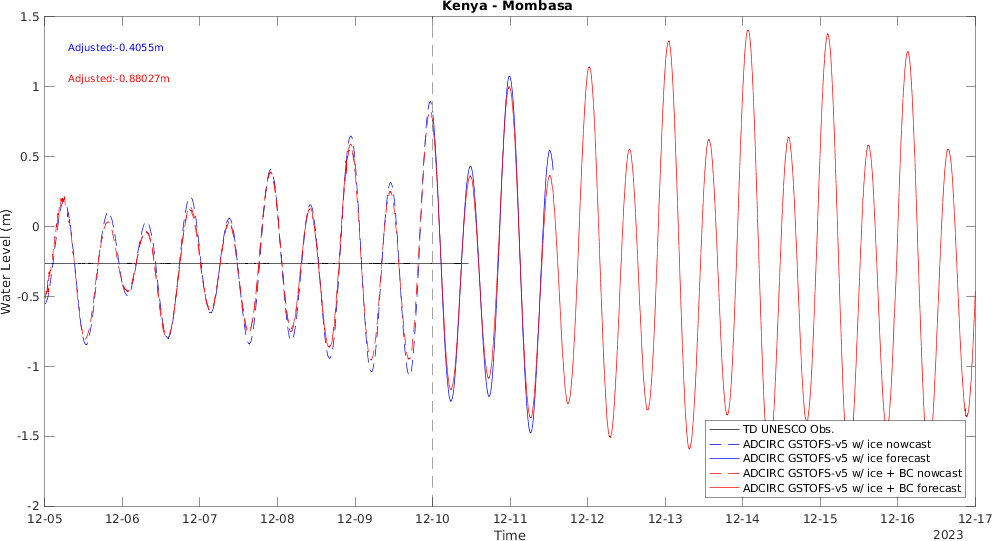 Kenya - Mombasa
1.5
1
0.5
0
-0.5
-1
-1.5
-2
Water Level (m)
Adjusted:-0.4055m
Adjusted:-0.88027m
TD UNESCO Obs.
ADCIRC GSTOFS-v5 w/ ice nowcast
ADCIRC GSTOFS-v5 w/ ice forecast
ADCIRC GSTOFS-v5 w/ ice + BC nowcast
ADCIRC GSTOFS-v5 w/ ice + BC forecast
12-05 12-06 12-07 12-08 12-09 12-10 12-11 12-12 12-13 12-14 12-15 12-16 12-17
Time
2023